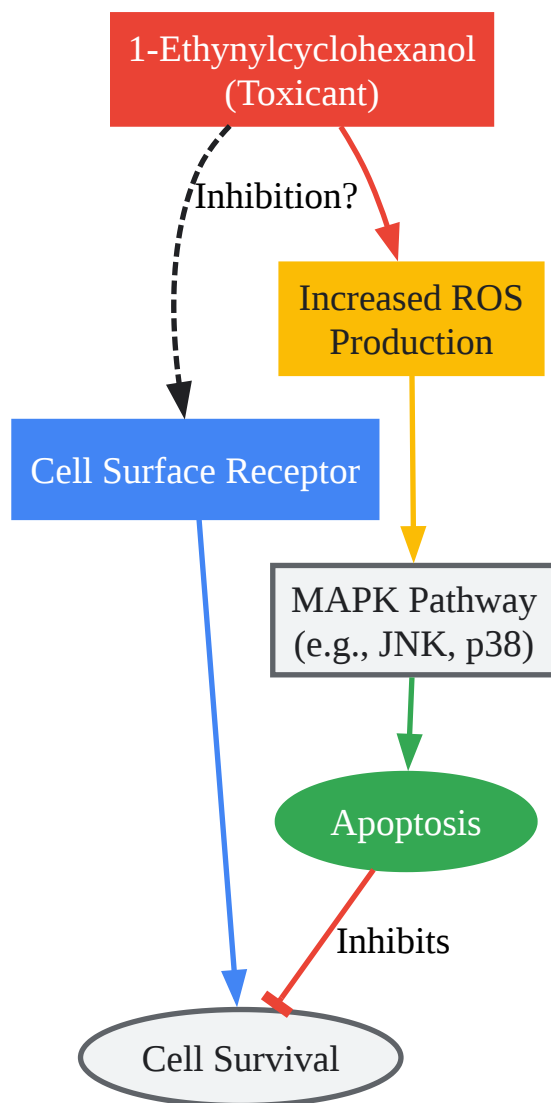 1-Ethynylcyclohexanol
(Toxicant)
Inhibition?
Increased ROS
Production
Cell Surface Receptor
MAPK Pathway
(e.g., JNK, p38)
Apoptosis
Inhibits
Cell Survival